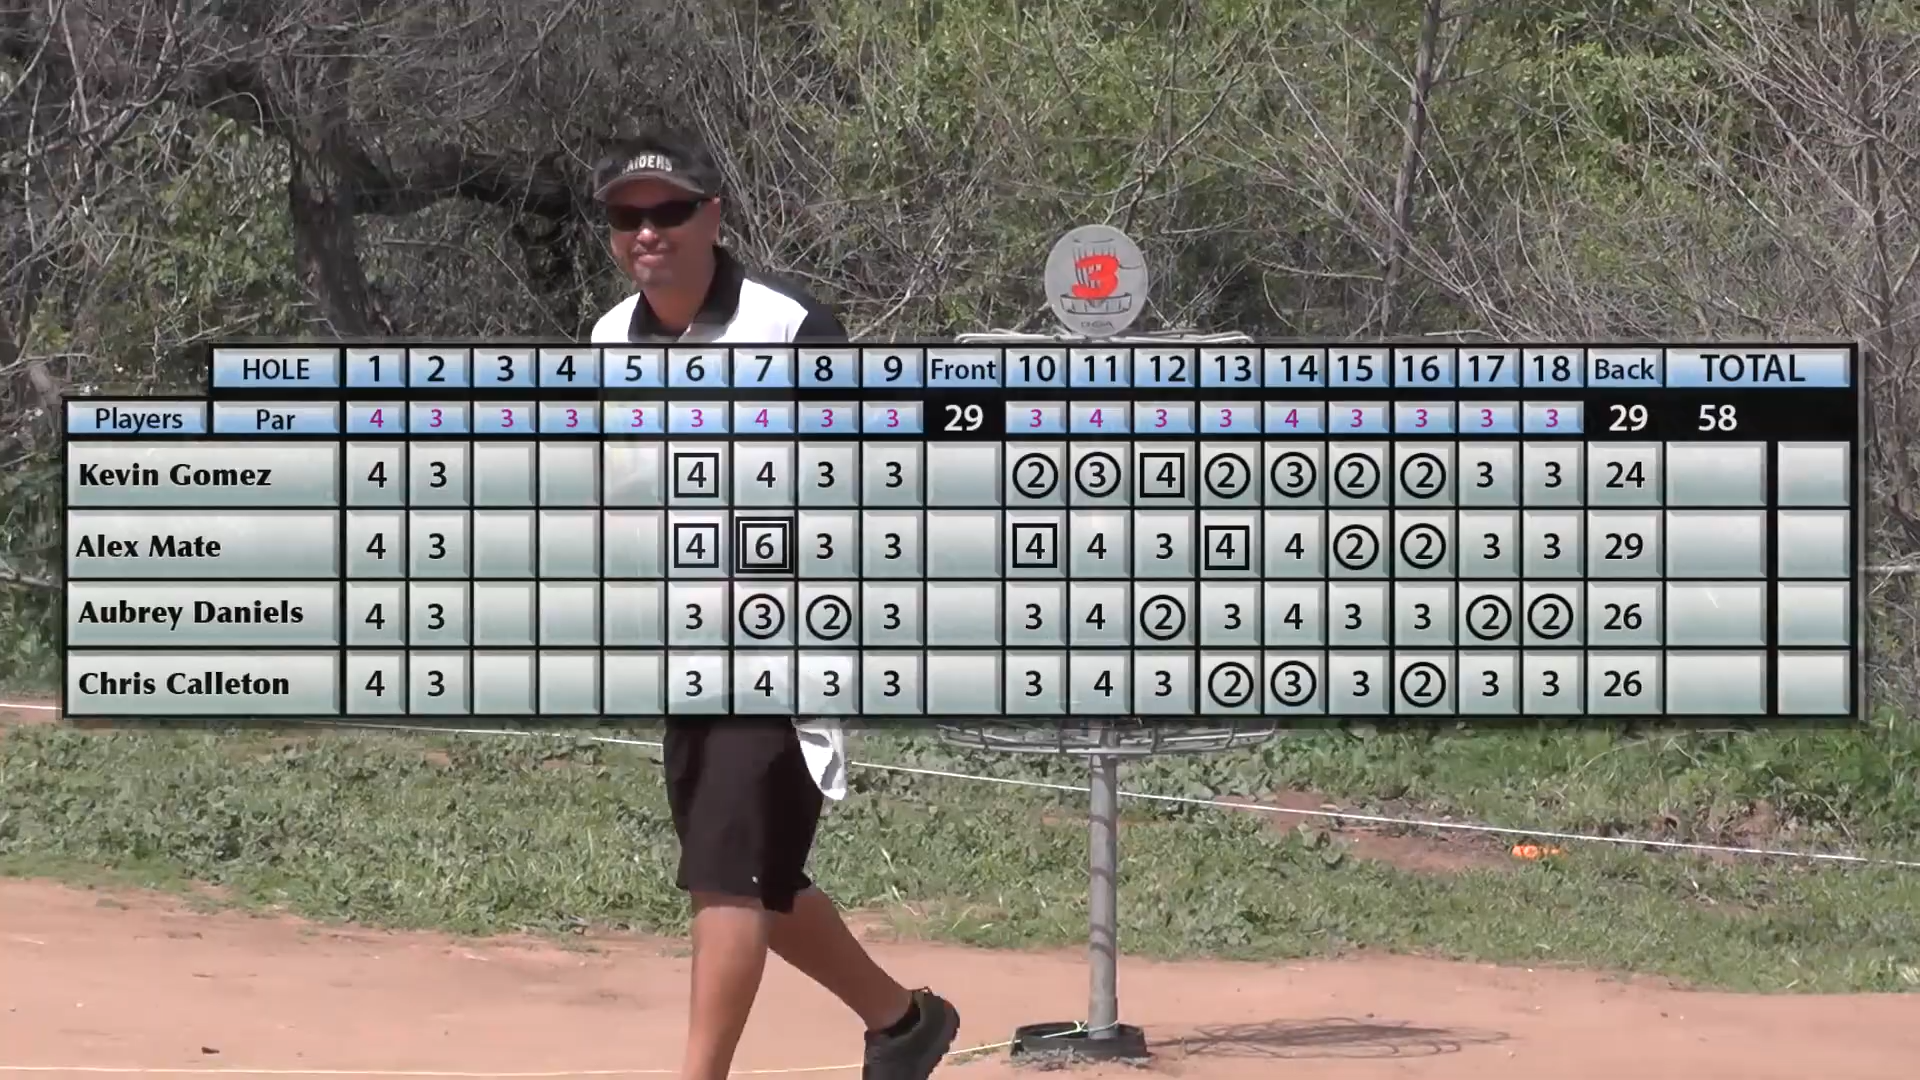 AIDERS
3
HOLE 1 2 3 4 5 6 7 8 9 Front 10 11 12 13 14 15 16 17 18 Back TOTAL
Players Par 4 3 3 3 3 3 4 3 3 29 3 4 3 3 4 3 3 3 3 29 58
Kevin Gomez 4 3 4 4 3 3 2 3 4 2 3 2 2 3 3 24
Alex Mate 4 3 4 6 3 3 4 4 3 4 4 2 2 3 3 29
Aubrey Daniels 4 3 3 3 2 3 3 4 2 3 4 3 3 2 2 26
Chris Calleton 4 3 3 4 3 3 3 4 3 2 3 3 2 3 3 26